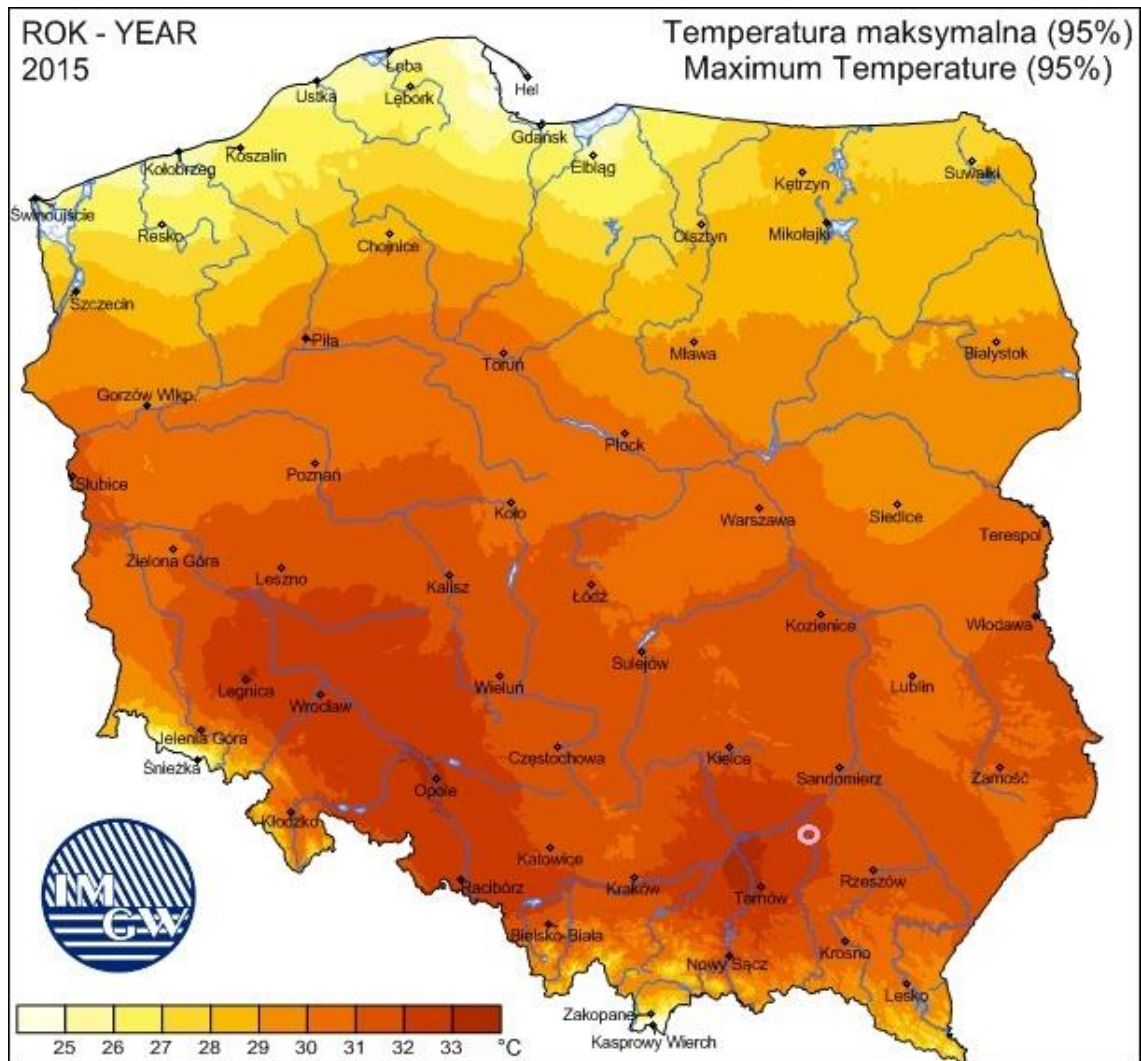 ROK - YEAR
2015
Temperatura maksymalna (95%)
Maximum Temperature (95%)
Łeba
Ustka
Lębork
Hel
Gdańsk
Koszalin
Kołobrzeg
Elbląg
Suwałki
Kętrzyn
Świnoujście
Resko
Chojnice
Olsztyn
Mikołajki
Szczecin
Piła
Toruń
Mława
Białystok
Gorzów Wlkp.
Płock
Poznań
Słubice
Koło
Warszawa
Siedlce
Terespol
Zielona Góra
Leszno
Kalisz
Łódź
Kozienice
Włodawa
Sulejów
Legnica
Wrocław
Wieluń
Lublin
Jelenia Góra
Śnieżka
Częstochowa
Kielce
Sandomierz
Zamość
Opole
Kłodzko
Katowice
Kraków
Tarnów
Rzeszów
Racibórz
Bielsko-Biała
Nowy Sącz
Krosno
Lesko
Zakopane
Kasprowy Wierch
IM
GW
25 26 27 28 29 30 31 32 33 °C